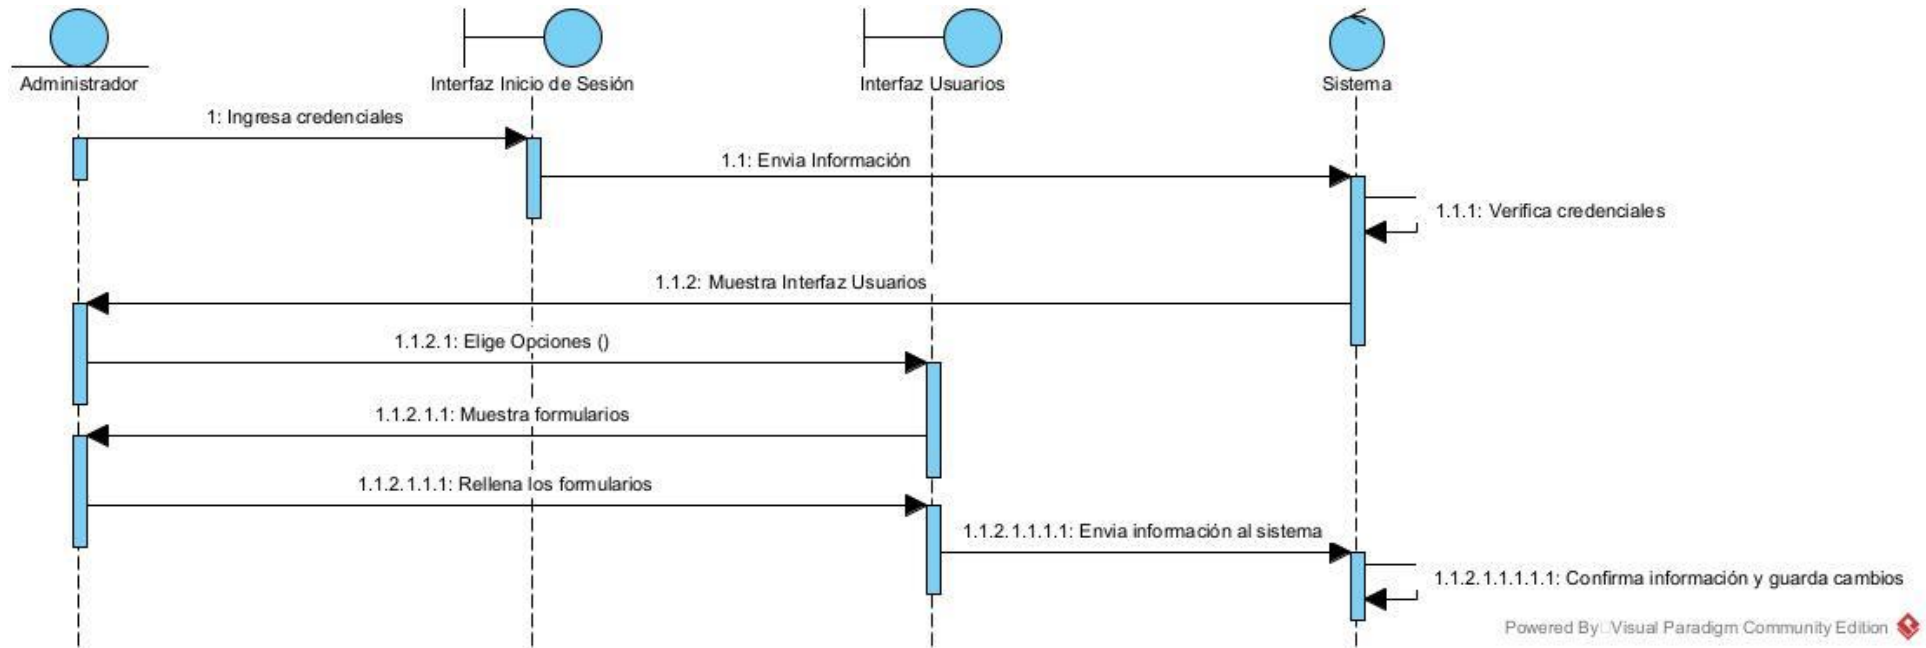 Administrador
Interfaz Inicio de Sesión
Interfaz Usuarios
Sistema
1: Ingresa credenciales
1.1: Envia Información
1.1.1: Verifica credenciales
1.1.2: Muestra Interfaz Usuarios
1.1.2.1: Elige Opciones ()
1.1.2.1.1: Muestra formularios
1.1.2.1.1.1: Rellena los formularios
1.1.2.1.1.1.1: Envia información al sistema
1.1.2.1.1.1.1.1: Confirma información y guarda cambios
Powered By Visual Paradigm Community Edition